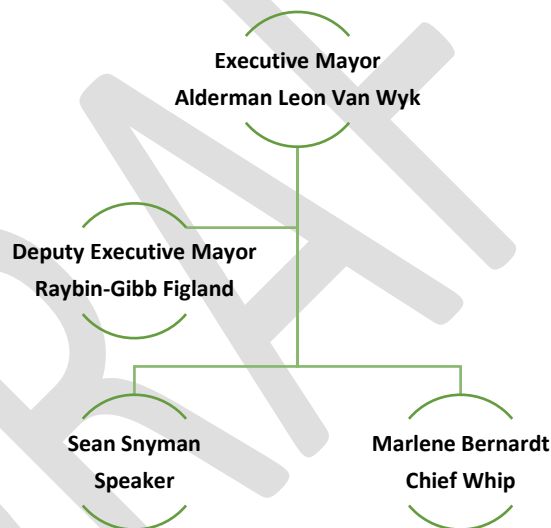 Executive Mayor
Alderman Leon Van Wyk
Deputy Executive Mayor
Raybin-Gibb Figland
Sean Snyman
Speaker
Marlene Bernardt
Chief Whip